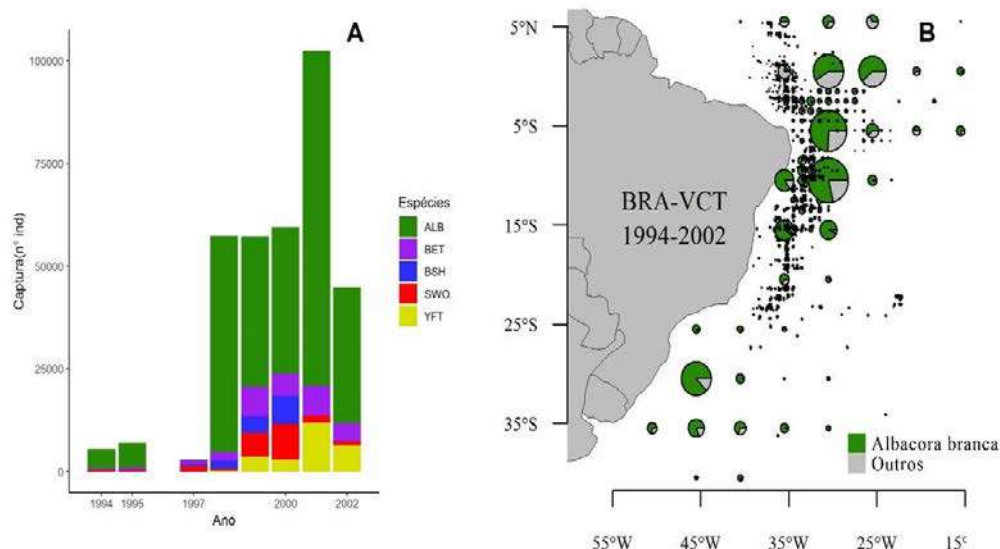 A
100000
75000
50000
25000
0
Captura(n° ind)
1994
1995
1997
2000
2002
Ano
Espécies
ALB
BET
BSH
SWO
YFT
B
5°N
5°S
15°S
25°S
35°S
BRA-VCT
1994-2002
Albacora branca
Outros
55°W
45°W
35°W
25°W
15°